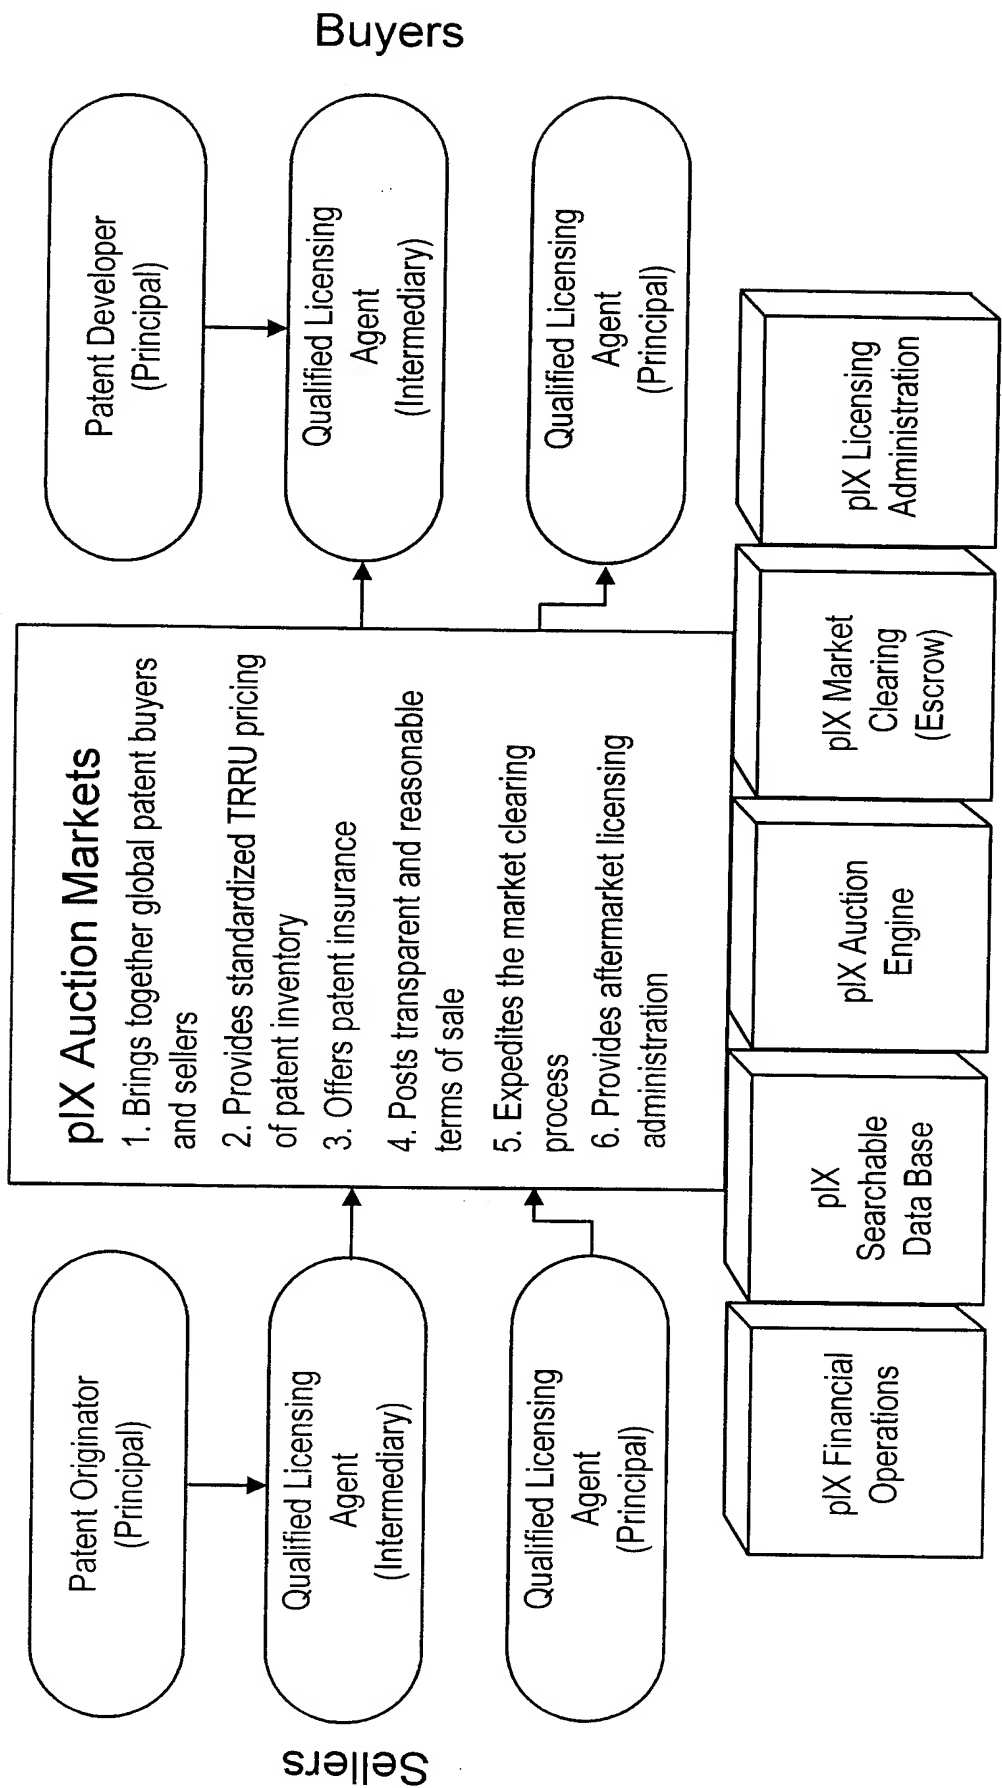 Buyers
Sellers
Patent Originator
(Principal)
Qualified Licensing
Agent
(Intermediary)
Qualified Licensing
Agent
(Principal)
pIX Auction Markets
1. Brings together global patent buyers
and sellers
2. Provides standardized TRRU pricing
of patent inventory
3. Offers patent insurance
4. Posts transparent and reasonable
terms of sale
5. Expedites the market clearing
process
6. Provides aftermarket licensing
administration
Patent Developer
(Principal)
Qualified Licensing
Agent
(Intermediary)
Qualified Licensing
Agent
(Principal)
pIX Financial
Operations
pIX
Searchable
Data Base
pIX Auction
Engine
pIX Market
Clearing
(Escrow)
pIX Licensing
Administration